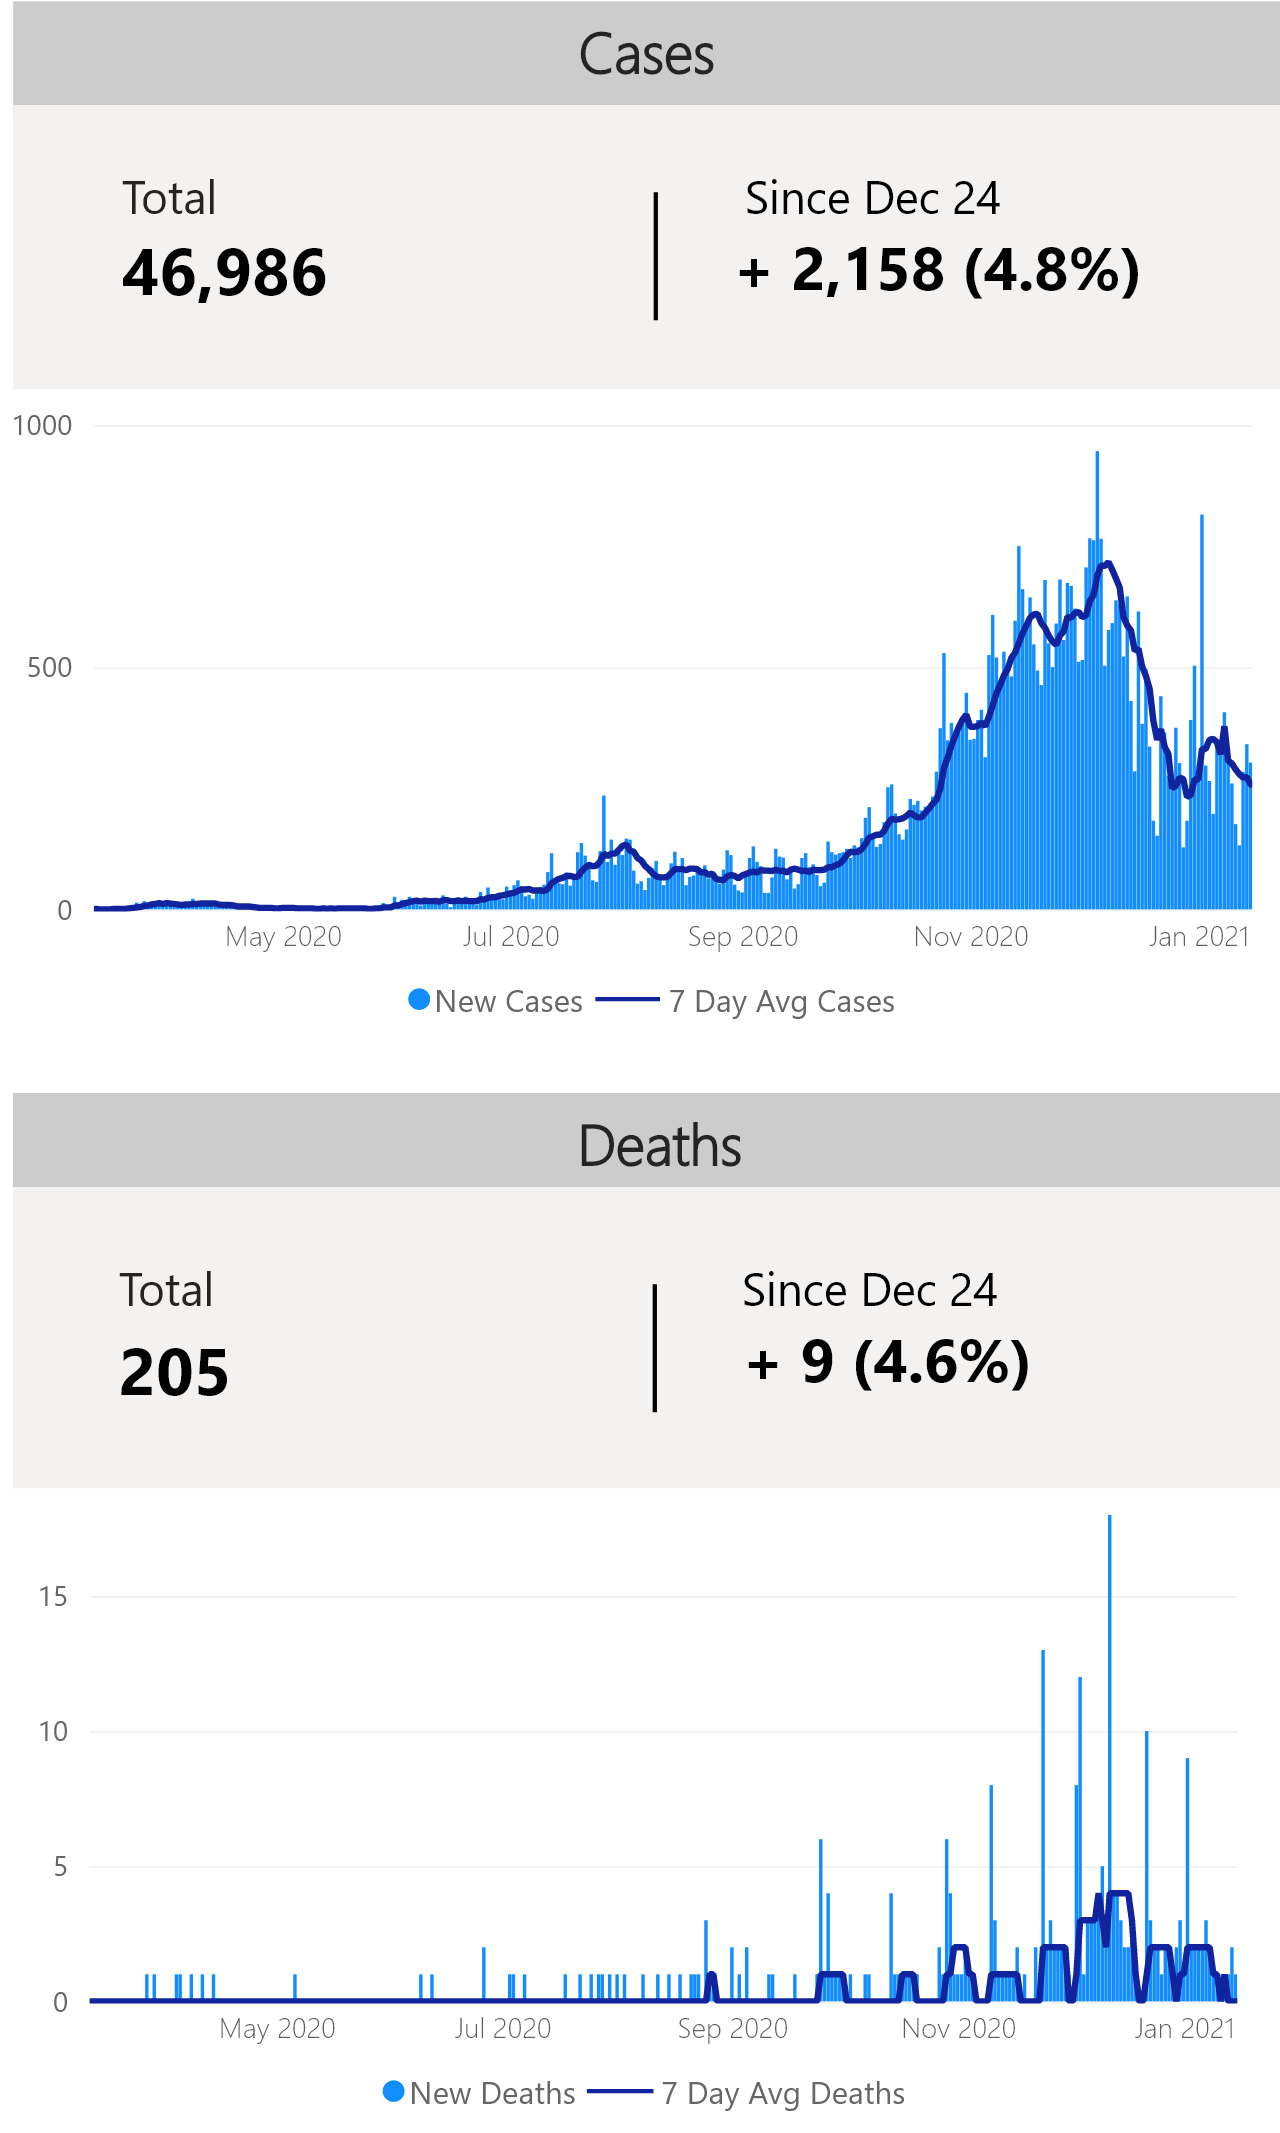 Cases
Total
Since Dec 24
46,986
+ 2,158 (4.8%)
1000
500
0
May 2020
Jul 2020
Sep 2020
Nov 2020
Jan 2021
New Cases
7 Day Avg Cases
Deaths
Total
Since Dec 24
205
+ 9 (4.6%)
15
10
5
0
May 2020
Jul 2020
Sep 2020
Nov 2020
Jan 2021
New Deaths
7 Day Avg Deaths